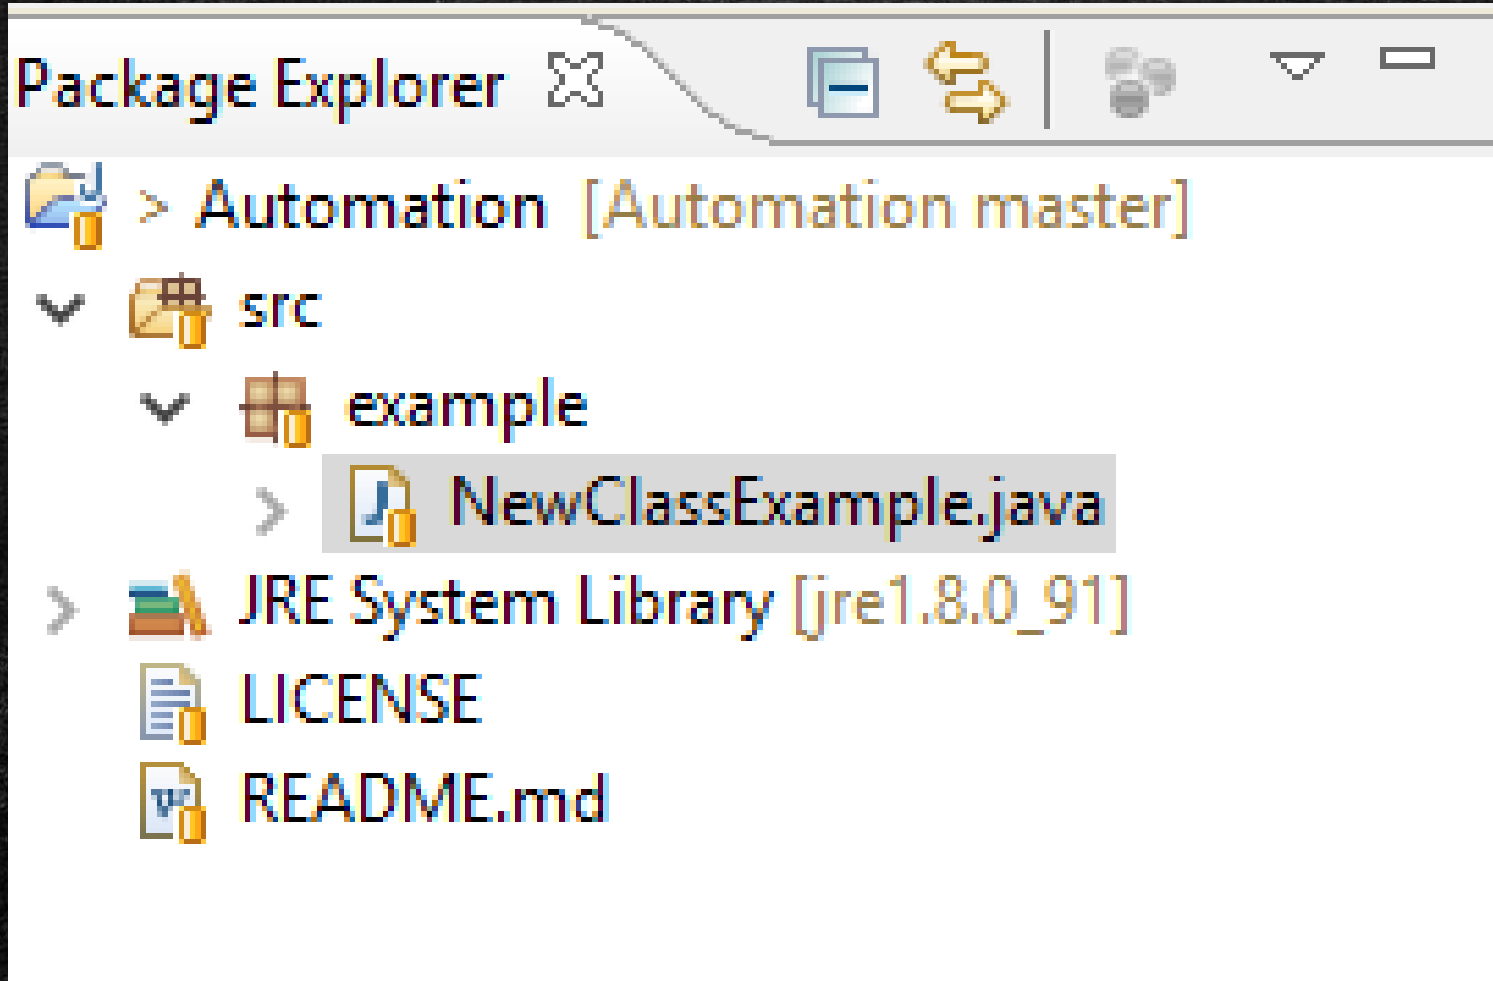 Package Explorer
> Automation [Automation master]
src
example
NewClassExample.java
JRE System Library [jre1.8.0_91]
LICENSE
README.md